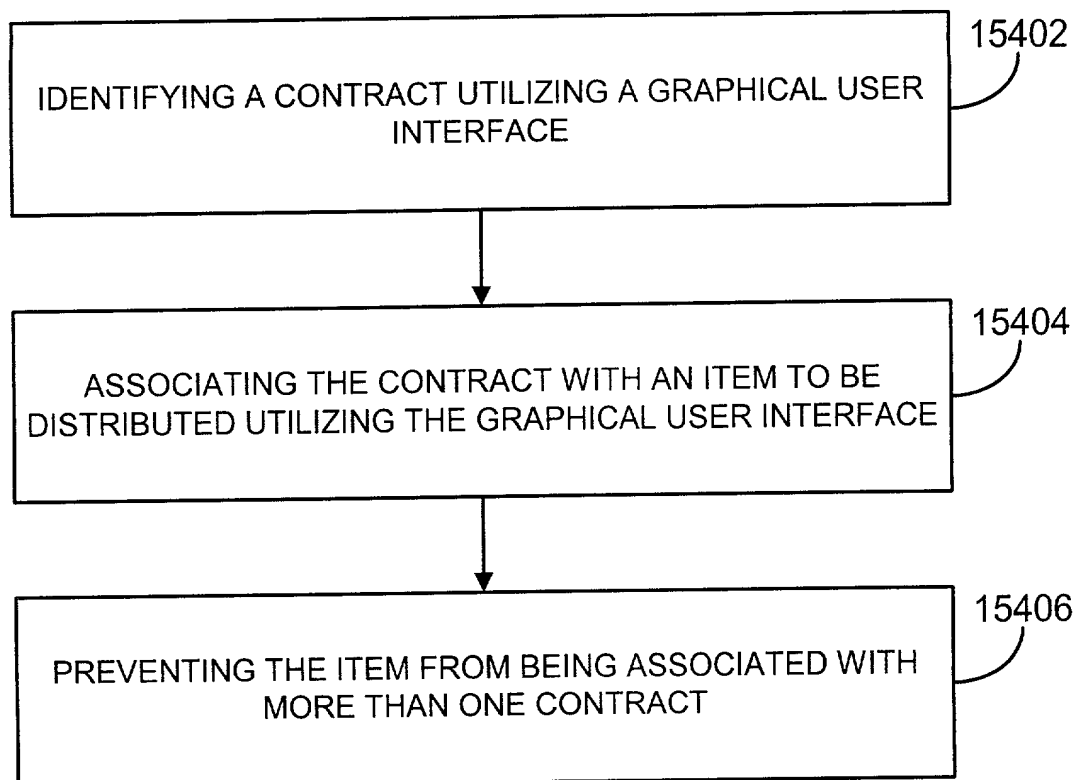 15402
IDENTIFYING A CONTRACT UTILIZING A GRAPHICAL USER
INTERFACE
15404
ASSOCIATING THE CONTRACT WITH AN ITEM TO BE
DISTRIBUTED UTILIZING THE GRAPHICAL USER INTERFACE
15406
PREVENTING THE ITEM FROM BEING ASSOCIATED WITH
MORE THAN ONE CONTRACT